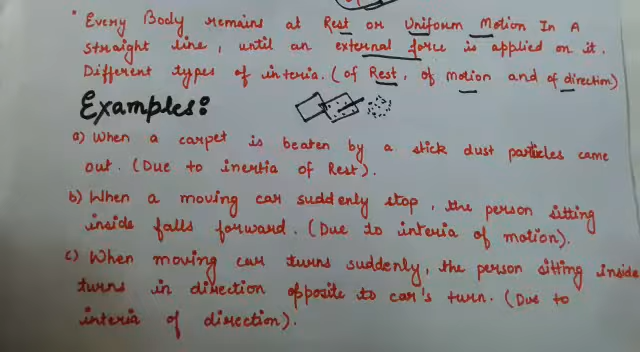 * Every Body remains at Rest or Uniform Motion In A
straight line, until an external force is applied on it.
Different types of interia. (of Rest, of motion and of direction)
Examples:
a) When a carpet is beaten by a stick dust particles came
out. (Due to inertia of Rest).
b) When a moving car suddenly stop, the person sitting
inside falls forward. (Due to interia of motion).
c) When moving car turns suddenly, the person sitting inside
turns in direction opposite to car's turn. (Due to
interia of direction).